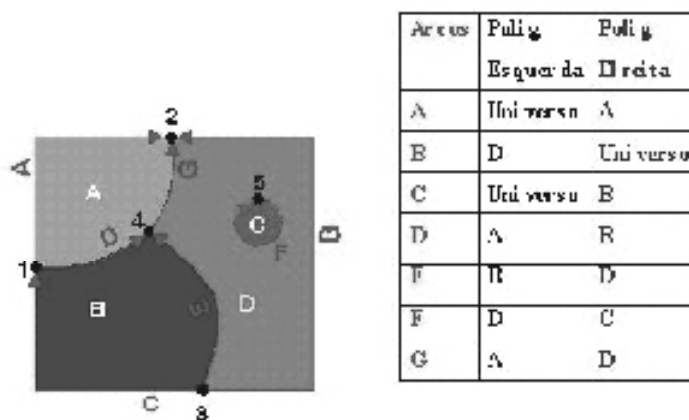 2
A
A
G
5
4
C
D
F
B
1
B
E
D
C
3
Arcos Polig Polig
Esquerda Direita
A Universo A
B D Universo
C Universo B
D A B
E B D
F D C
G A D